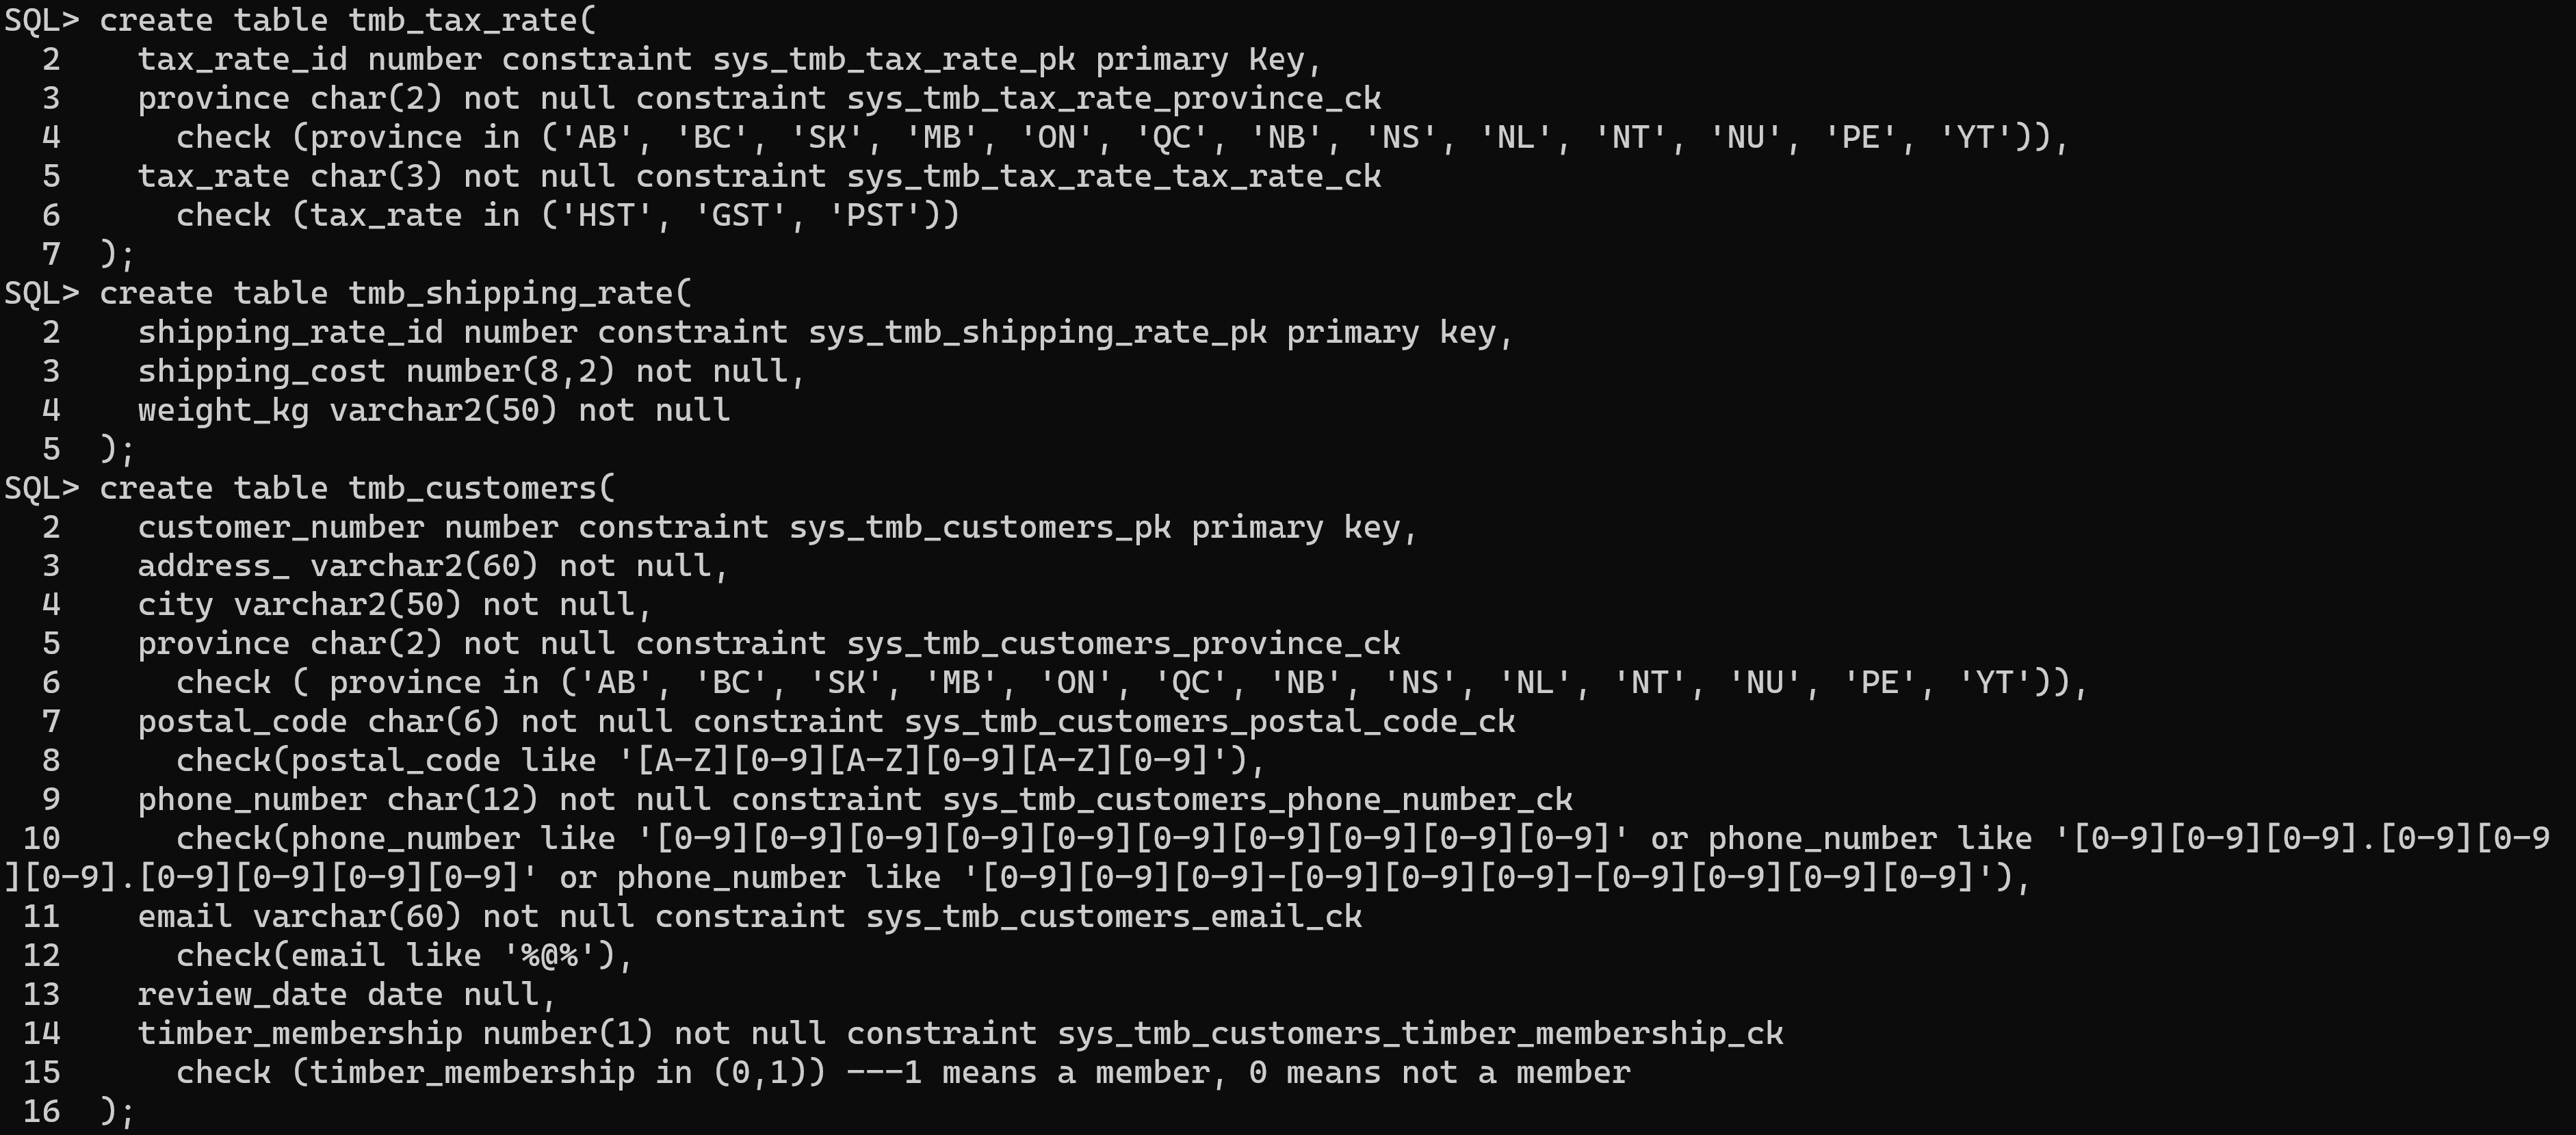 SQL> create table tmb_tax_rate(
  2    tax_rate_id number constraint sys_tmb_tax_rate_pk primary Key,
  3    province char(2) not null constraint sys_tmb_tax_rate_province_ck
  4      check (province in ('AB', 'BC', 'SK', 'MB', 'ON', 'QC', 'NB', 'NS', 'NL', 'NT', 'NU', 'PE', 'YT')),
  5    tax_rate char(3) not null constraint sys_tmb_tax_rate_tax_rate_ck
  6      check (tax_rate in ('HST', 'GST', 'PST'))
  7  );
SQL> create table tmb_shipping_rate(
  2    shipping_rate_id number constraint sys_tmb_shipping_rate_pk primary key,
  3    shipping_cost number(8,2) not null,
  4    weight_kg varchar2(50) not null
  5  );
SQL> create table tmb_customers(
  2    customer_number number constraint sys_tmb_customers_pk primary key,
  3    address_ varchar2(60) not null,
  4    city varchar2(50) not null,
  5    province char(2) not null constraint sys_tmb_customers_province_ck
  6      check ( province in ('AB', 'BC', 'SK', 'MB', 'ON', 'QC', 'NB', 'NS', 'NL', 'NT', 'NU', 'PE', 'YT')),
  7    postal_code char(6) not null constraint sys_tmb_customers_postal_code_ck
  8      check(postal_code like '[A-Z][0-9][A-Z][0-9][A-Z][0-9]'),
  9    phone_number char(12) not null constraint sys_tmb_customers_phone_number_ck
 10      check(phone_number like '[0-9][0-9][0-9][0-9][0-9][0-9][0-9][0-9][0-9][0-9]' or phone_number like '[0-9][0-9][0-9].[0-9][0-9
][0-9].[0-9][0-9][0-9][0-9]' or phone_number like '[0-9][0-9][0-9]-[0-9][0-9][0-9]-[0-9][0-9][0-9][0-9]'),
 11    email varchar(60) not null constraint sys_tmb_customers_email_ck
 12      check(email like '%@%'),
 13    review_date date null,
 14    timber_membership number(1) not null constraint sys_tmb_customers_timber_membership_ck
 15      check (timber_membership in (0,1)) ---1 means a member, 0 means not a member
 16  );